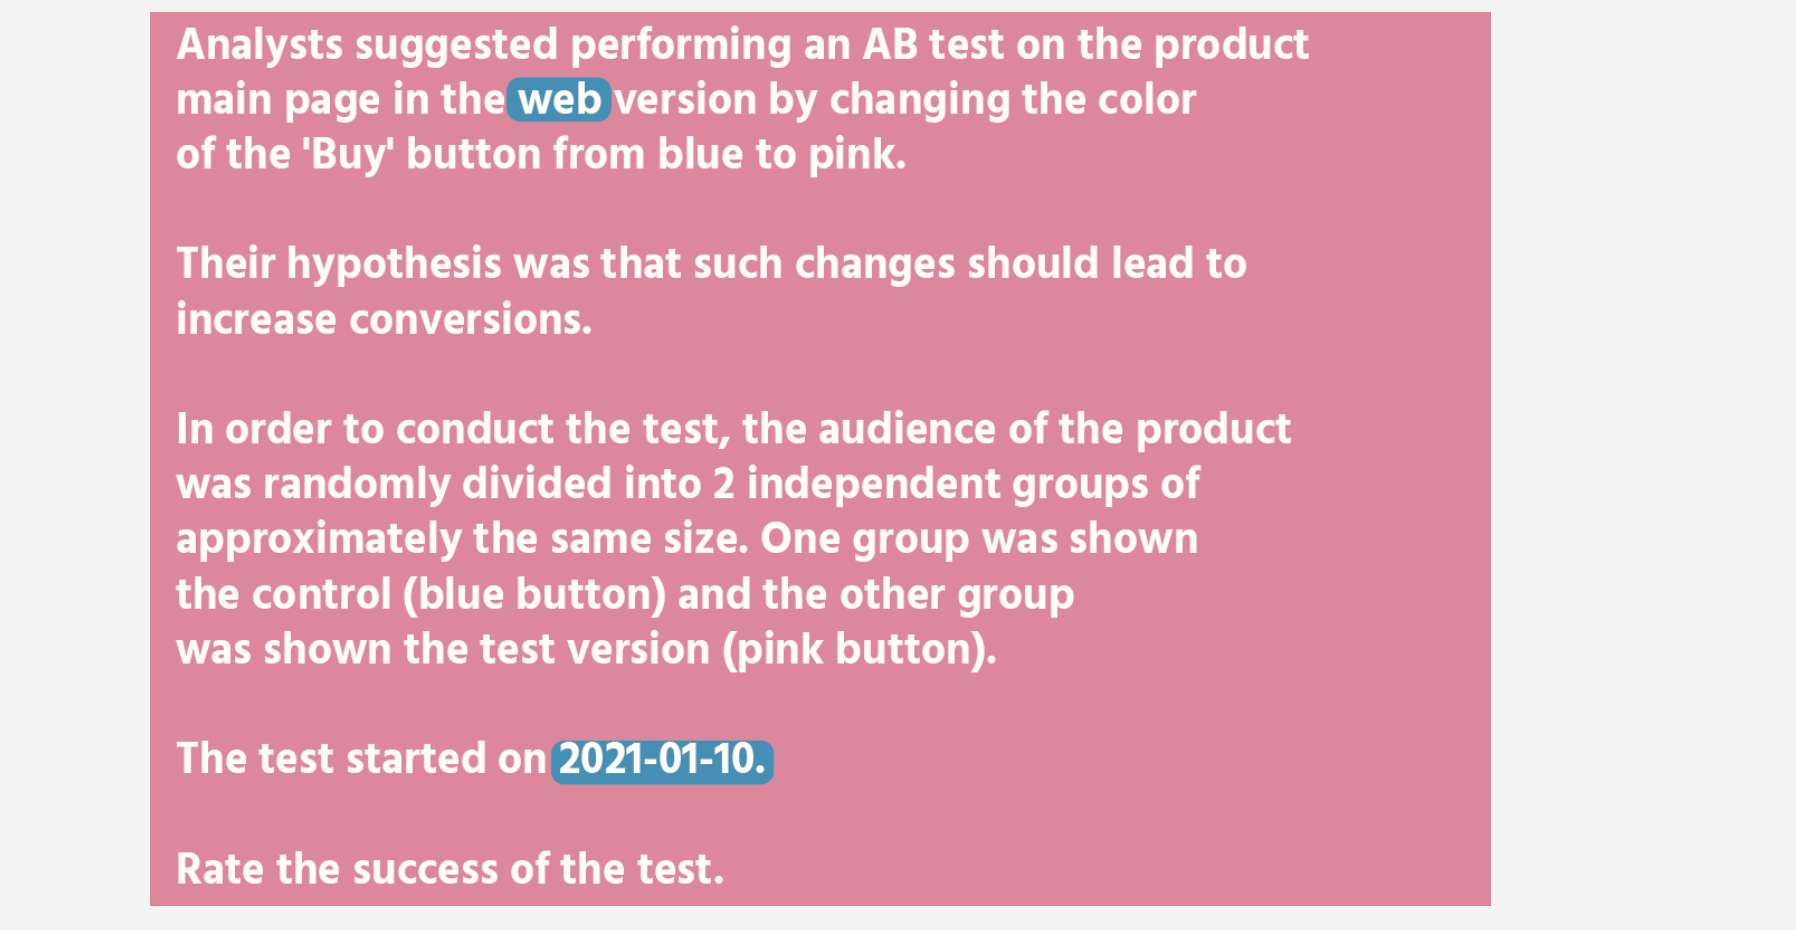 Analysts suggested performing an AB test on the product
main page in the web version by changing the color
of the 'Buy' button from blue to pink.
Their hypothesis was that such changes should lead to
increase conversions.
In order to conduct the test, the audience of the product
was randomly divided into 2 independent groups of
approximately the same size. One group was shown
the control (blue button) and the other group
was shown the test version (pink button).
The test started on 2021-01-10.
Rate the success of the test.